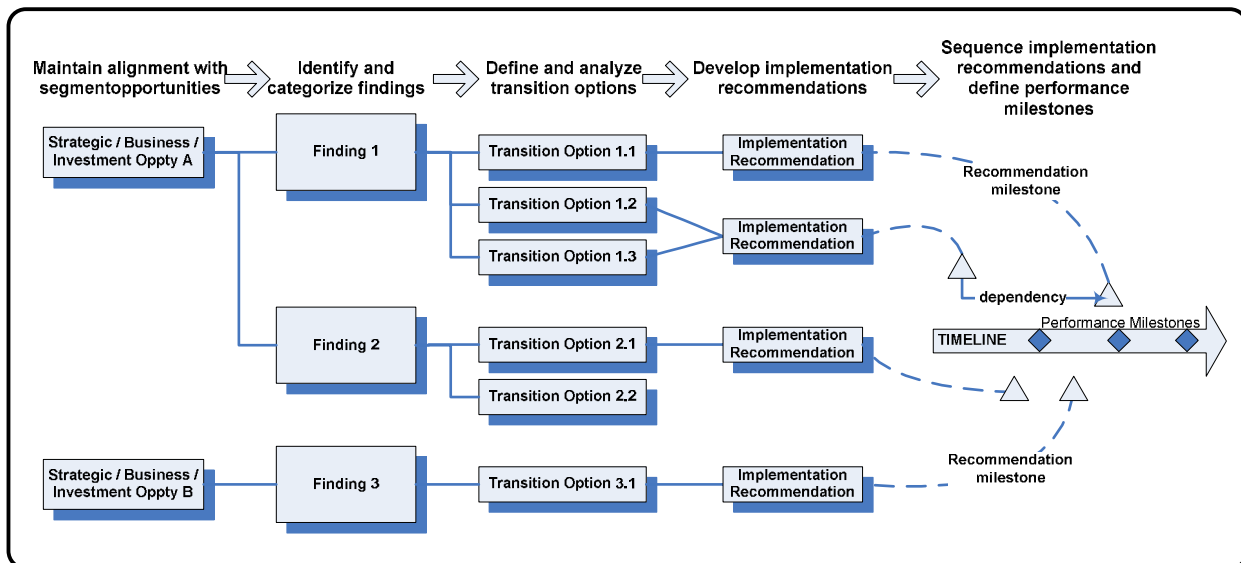 Maintain alignment with
segmentopportunities
Identify and
categorize findings
Define and analyze
transition options
Develop implementation
recommendations
Sequence implementation
recommendations and
define performance
milestones
Strategic / Business /
Investment Oppty A
Finding 1
Transition Option 1.1
Implementation
Recommendation
Recommendation
milestone
Transition Option 1.2
Transition Option 1.3
Implementation
Recommendation
dependency
Performance Milestones
TIMELINE
Finding 2
Transition Option 2.1
Implementation
Recommendation
Transition Option 2.2
Strategic / Business /
Investment Oppty B
Finding 3
Transition Option 3.1
Implementation
Recommendation
Recommendation
milestone